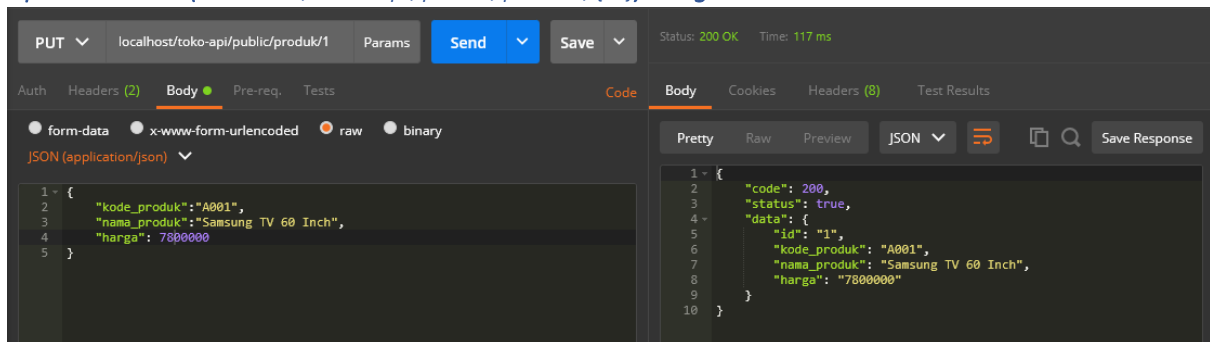 PUT localhost/toko-api/public/produk/1 Params Send Save
Status: 200 OK Time: 117 ms
Auth Headers (2) Body Pre-req. Tests Code
Body Cookies Headers (8) Test Results
form-data x-www-form-urlencoded raw binary
JSON (application/json)
Pretty Raw Preview JSON Save Response
1 {
2 "kode_produk":"A001",
3 "nama_produk":"Samsung TV 60 Inch",
4 "harga": 7800000
5 }
1 {
2 "code": 200,
3 "status": true,
4 "data": {
5 "id": "1",
6 "kode_produk": "A001",
7 "nama_produk": "Samsung TV 60 Inch",
8 "harga": "7800000"
9 }
10 }